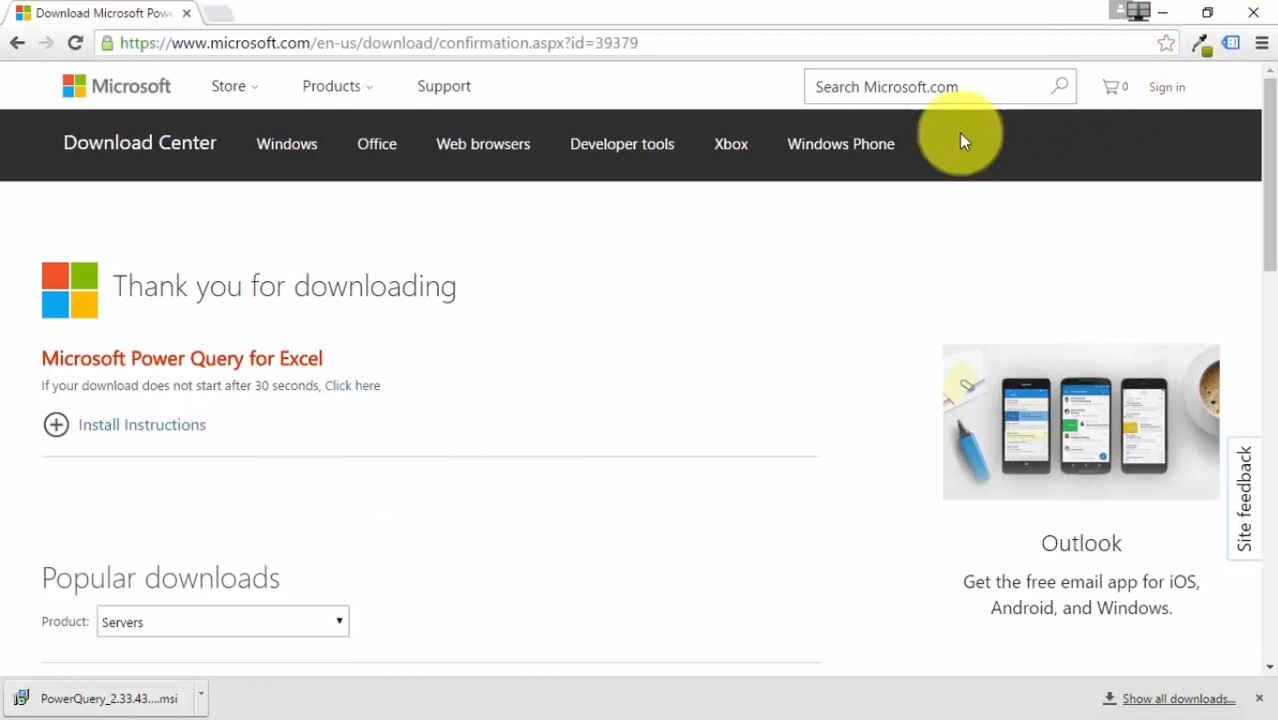 Download Microsoft Pow
https://www.microsoft.com/en-us/download/confirmation.aspx?id=39379
Microsoft Store Products Support Search Microsoft.com 0 Sign in
Download Center Windows Office Web browsers Developer tools Xbox Windows Phone
Thank you for downloading
Microsoft Power Query for Excel
If your download does not start after 30 seconds, Click here
Install Instructions
Site feedback
Outlook
Get the free email app for iOS,
Android, and Windows.
Popular downloads
Product: Servers
PowerQuery_2.33.43....msi Show all downloads...